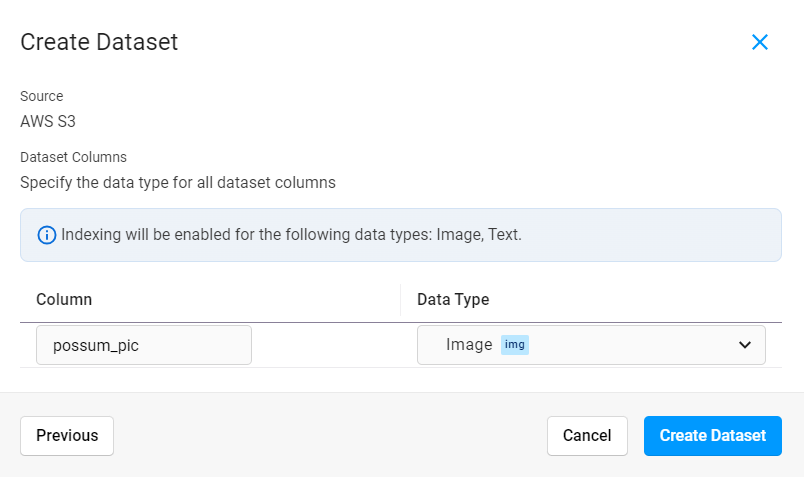 Create Dataset
Source
AWS S3
Dataset Columns
Specify the data type for all dataset columns
Indexing will be enabled for the following data types: Image, Text.
Column Data Type
possum_pic Image img
Previous Cancel Create Dataset